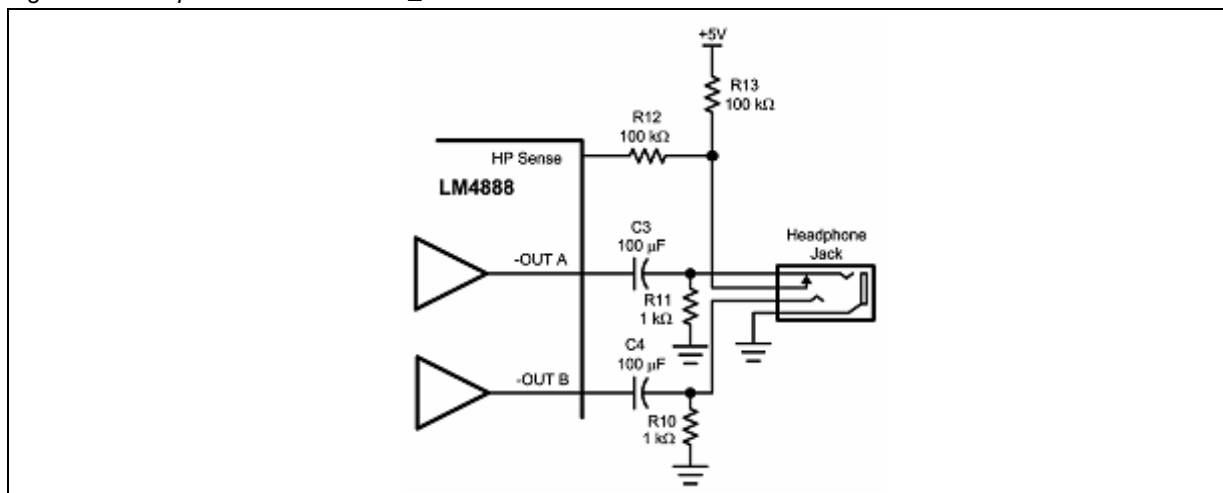 +5V
R13
100 kΩ
R12
100 kΩ
HP Sense
LM4888
C3
100 µF
Headphone
Jack
-OUT A
R11
1 kΩ
C4
100 µF
-OUT B
R10
1 kΩ